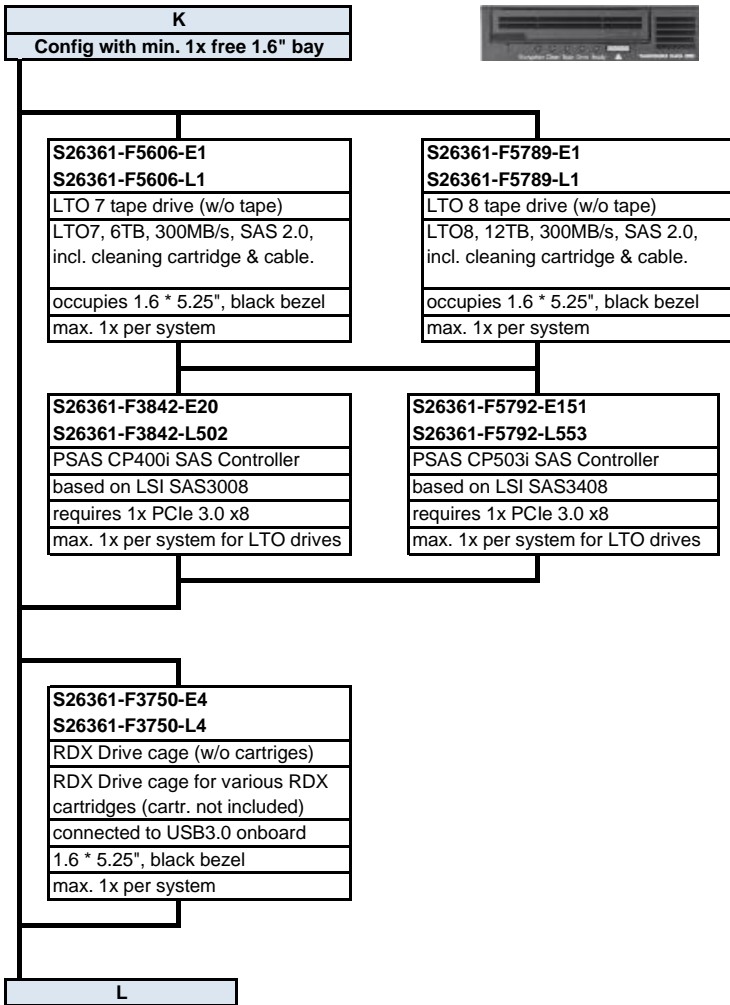 K
Config with min. 1x free 1.6" bay
S26361-F5606-E1
S26361-F5606-L1
LTO 7 tape drive (w/o tape)
LTO7, 6TB, 300MB/s, SAS 2.0,
incl. cleaning cartridge & cable.
occupies 1.6 * 5.25", black bezel
max. 1x per system
S26361-F5789-E1
S26361-F5789-L1
LTO 8 tape drive (w/o tape)
LTO8, 12TB, 300MB/s, SAS 2.0,
incl. cleaning cartridge & cable.
occupies 1.6 * 5.25", black bezel
max. 1x per system
S26361-F3842-E20
S26361-F3842-L502
PSAS CP400i SAS Controller
based on LSI SAS3008
requires 1x PCIe 3.0 x8
max. 1x per system for LTO drives
S26361-F5792-E151
S26361-F5792-L553
PSAS CP503i SAS Controller
based on LSI SAS3408
requires 1x PCIe 3.0 x8
max. 1x per system for LTO drives
S26361-F3750-E4
S26361-F3750-L4
RDX Drive cage (w/o cartriges)
RDX Drive cage for various RDX
cartridges (cartr. not included)
connected to USB3.0 onboard
1.6 * 5.25", black bezel
max. 1x per system
L